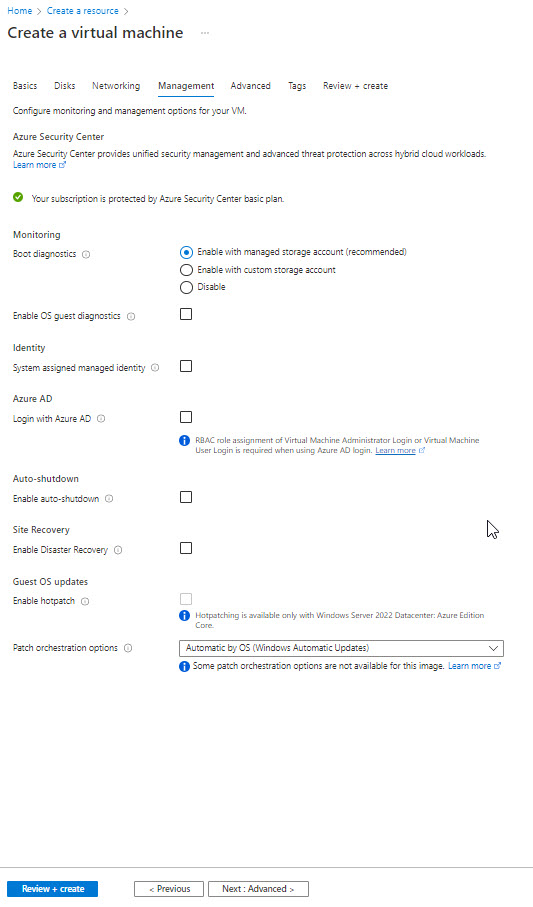 Home > Create a resource >
Create a virtual machine ...
Basics Disks Networking Management Advanced Tags Review + create
Configure monitoring and management options for your VM.
Azure Security Center
Azure Security Center provides unified security management and advanced threat protection across hybrid cloud workloads.
Learn more
Your subscription is protected by Azure Security Center basic plan.
Monitoring
Boot diagnostics
Enable with managed storage account (recommended)
Enable with custom storage account
Disable
Enable OS guest diagnostics
Identity
System assigned managed identity
Azure AD
Login with Azure AD
RBAC role assignment of Virtual Machine Administrator Login or Virtual Machine
User Login is required when using Azure AD login. Learn more
Auto-shutdown
Enable auto-shutdown
Site Recovery
Enable Disaster Recovery
Guest OS updates
Enable hotpatch
Hotpatching is available only with Windows Server 2022 Datacenter: Azure Edition
Core.
Patch orchestration options
Automatic by OS (Windows Automatic Updates)
Some patch orchestration options are not available for this image. Learn more
Review + create
< Previous
Next : Advanced >